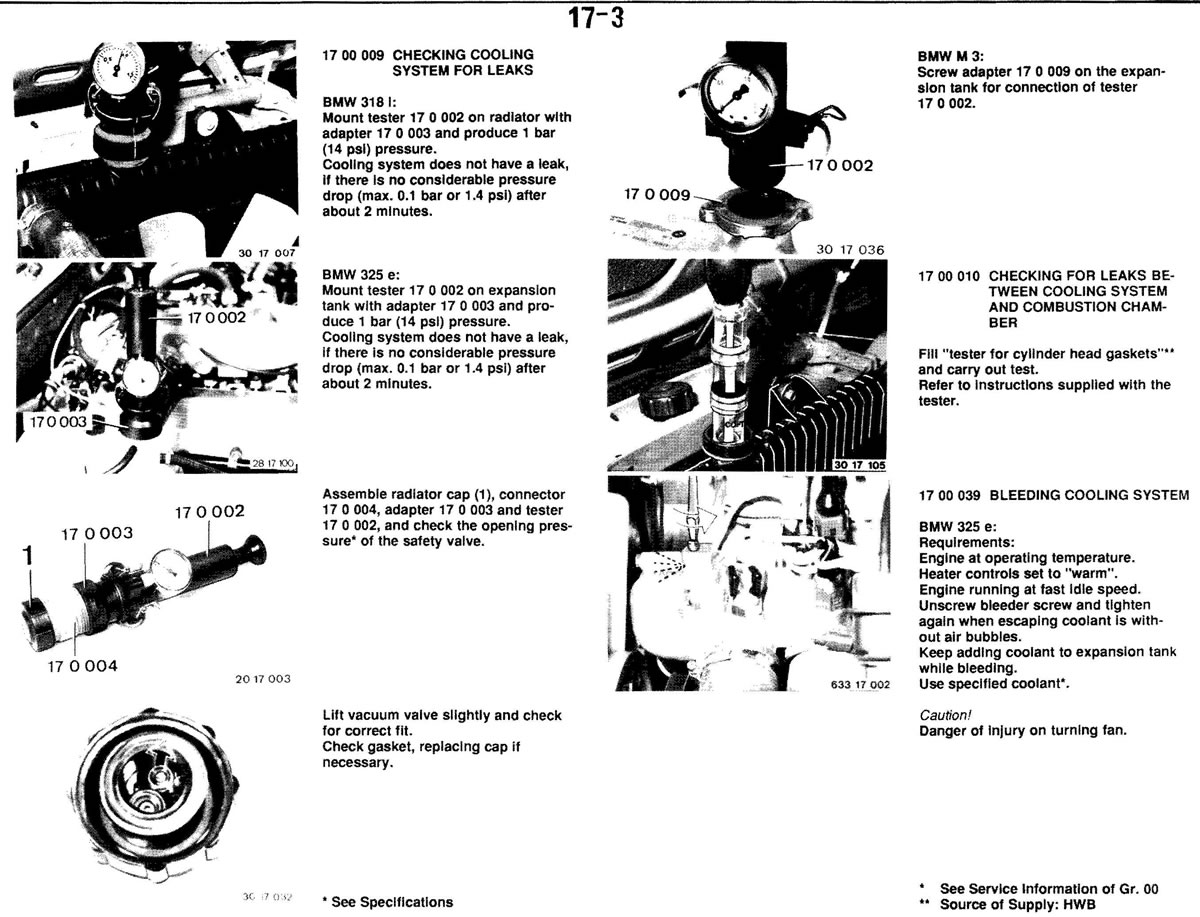 17-3
17 00 009 CHECKING COOLING
SYSTEM FOR LEAKS
BMW 318 i:
Mount tester 17 0 002 on radiator with
adapter 17 0 003 and produce 1 bar
(14 psi) pressure.
Cooling system does not have a leak,
if there is no considerable pressure
drop (max. 0.1 bar or 1.4 psi) after
about 2 minutes.
30 17 007
BMW 325 e:
Mount tester 17 0 002 on expansion
tank with adapter 17 0 003 and pro-
duce 1 bar (14 psi) pressure.
Cooling system does not have a leak,
if there is no considerable pressure
drop (max. 0.1 bar or 1.4 psi) after
about 2 minutes.
17 0 002
17 0 003
28 17 100
Assemble radiator cap (1), connector
17 0 004, adapter 17 0 003 and tester
17 0 002, and check the opening pres-
sure* of the safety valve.
17 0 002
17 0 003
1
17 0 004
20 17 003
Lift vacuum valve slightly and check
for correct fit.
Check gasket, replacing cap if
necessary.
30 17 032
* See Specifications
BMW M 3:
Screw adapter 17 0 009 on the expan-
sion tank for connection of tester
17 0 002.
17 0 002
17 0 009
30 17 036
17 00 010 CHECKING FOR LEAKS BE-
TWEEN COOLING SYSTEM
AND COMBUSTION CHAM-
BER
Fill "tester for cylinder head gaskets"**
and carry out test.
Refer to instructions supplied with the
tester.
30 17 105
17 00 039 BLEEDING COOLING SYSTEM
BMW 325 e:
Requirements:
Engine at operating temperature.
Heater controls set to "warm".
Engine running at fast idle speed.
Unscrew bleeder screw and tighten
again when escaping coolant is with-
out air bubbles.
Keep adding coolant to expansion tank
while bleeding.
Use specified coolant*.
633 17 002
Caution!
Danger of injury on turning fan.
* See Service Information of Gr. 00
** Source of Supply: HWB